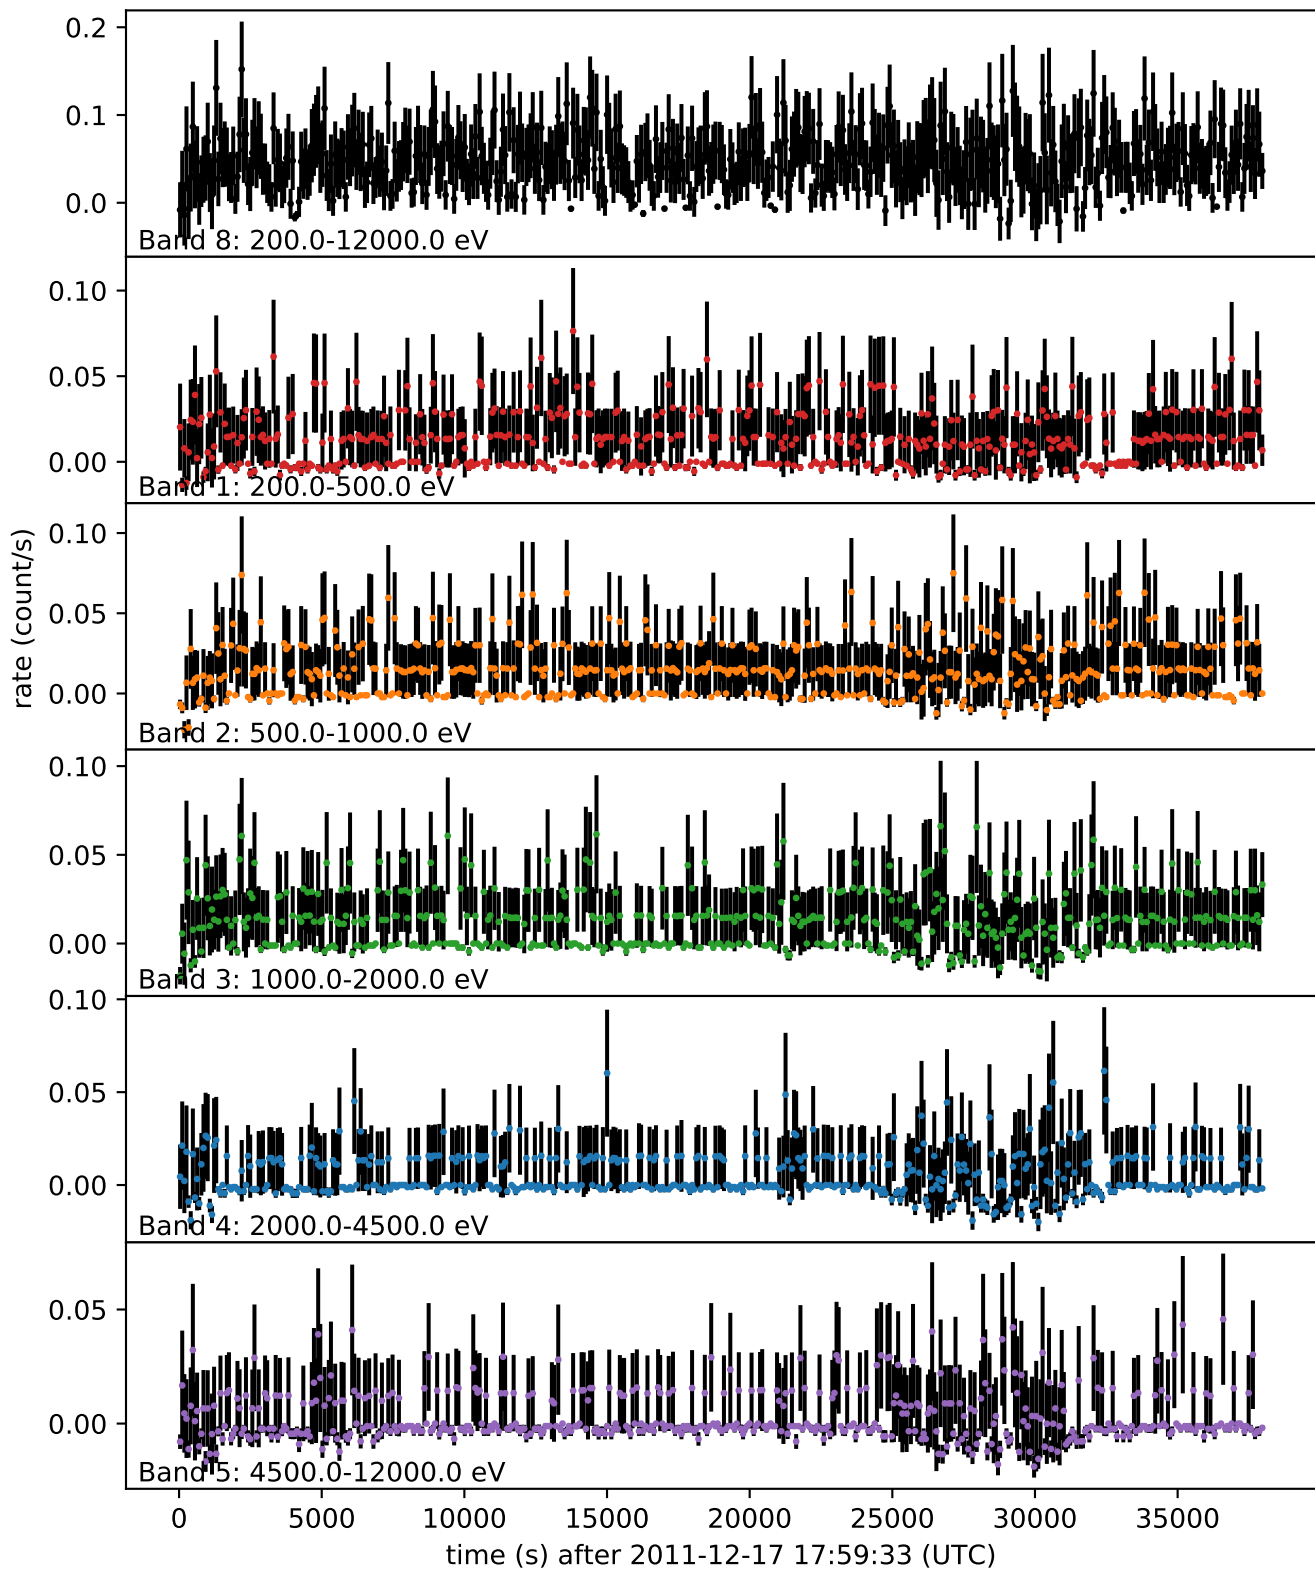 0.2
0.1
0.0
Band 8: 200.0-12000.0 eV
0.10
0.05
0.00
Band 1: 200.0-500.0 eV
rate (count/s)
0.10
0.05
0.00
Band 2: 500.0-1000.0 eV
0.10
0.05
0.00
Band 3: 1000.0-2000.0 eV
0.10
0.05
0.00
Band 4: 2000.0-4500.0 eV
0.05
0.00
Band 5: 4500.0-12000.0 eV
0 5000 10000 15000 20000 25000 30000 35000
time (s) after 2011-12-17 17:59:33 (UTC)